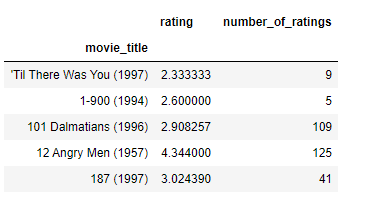 rating number_of_ratings
movie_title
'Til There Was You (1997) 2.333333 9
1-900 (1994) 2.600000 5
101 Dalmatians (1996) 2.908257 109
12 Angry Men (1957) 4.344000 125
187 (1997) 3.024390 41